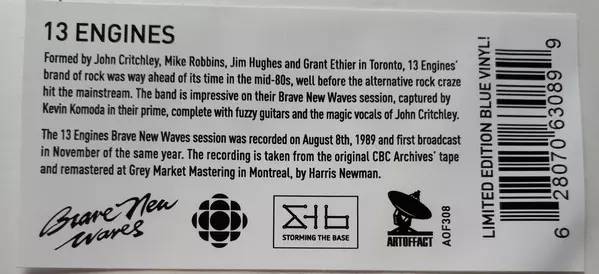 13 ENGINES
Formed by John Critchley, Mike Robbins, Jim Hughes and Grant Ethier in Toronto, 13 Engines'
brand of rock was way ahead of its time in the mid-80s, well before the alternative rock craze
hit the mainstream. The band is impressive on their Brave New Waves session, captured by
Kevin Komoda in their prime, complete with fuzzy guitars and the magic vocals of John Critchley.
The 13 Engines Brave New Waves session was recorded on August 8th, 1989 and first broadcast
in November of the same year. The recording is taken from the original CBC Archives' tape
and remastered at Grey Market Mastering in Montreal, by Harris Newman.
Brave New
Waves
STB
STORMING THE BASE
ARTOFFACT
AOF308
LIMITED EDITION BLUE VINYL!
6 28070 63089 9